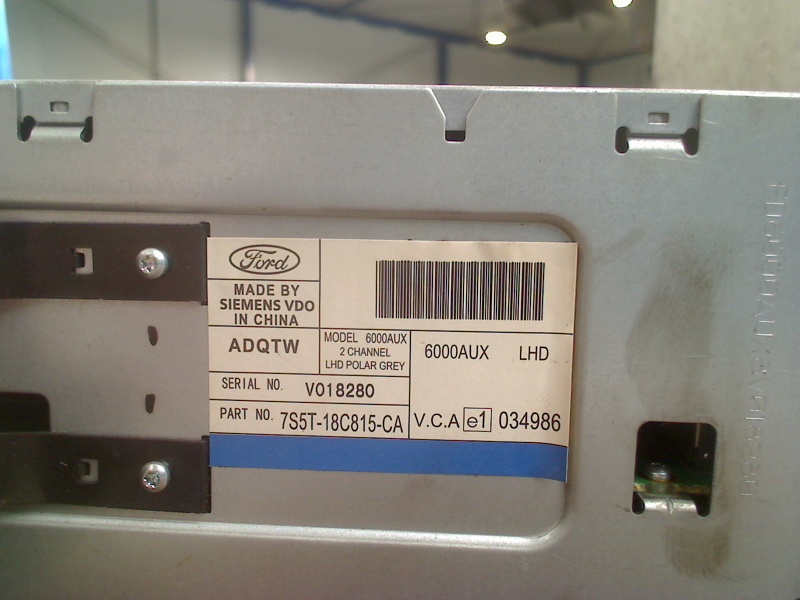 Ford
MADE BY
SIEMENS VDO
IN CHINA
ADQTW
MODEL 6000AUX
2 CHANNEL
LHD POLAR GREY
6000AUX LHD
SERIAL NO. V018280
PART NO. 7S5T-18C815-CA
V.C.A e1 034986